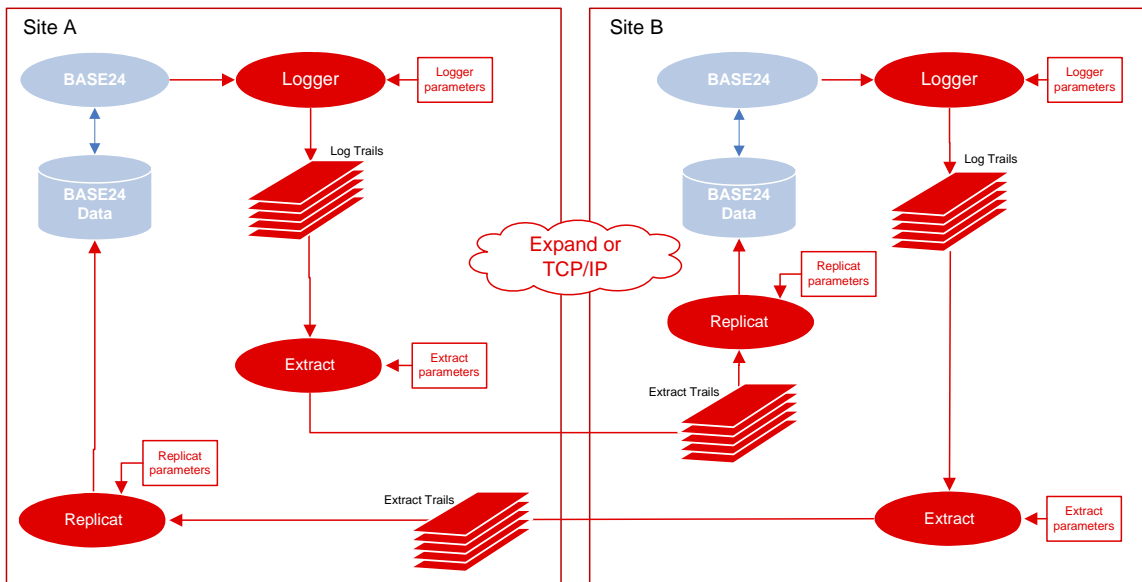 Site A
BASE24
Logger
Logger
parameters
Log Trails
BASE24
Data
Extract
Extract
parameters
Replicat
parameters
Replicat
Extract Trails
Expand or
TCP/IP
Site B
BASE24
Logger
Logger
parameters
Log Trails
BASE24
Data
Replicat
parameters
Replicat
Extract Trails
Extract
Extract
parameters